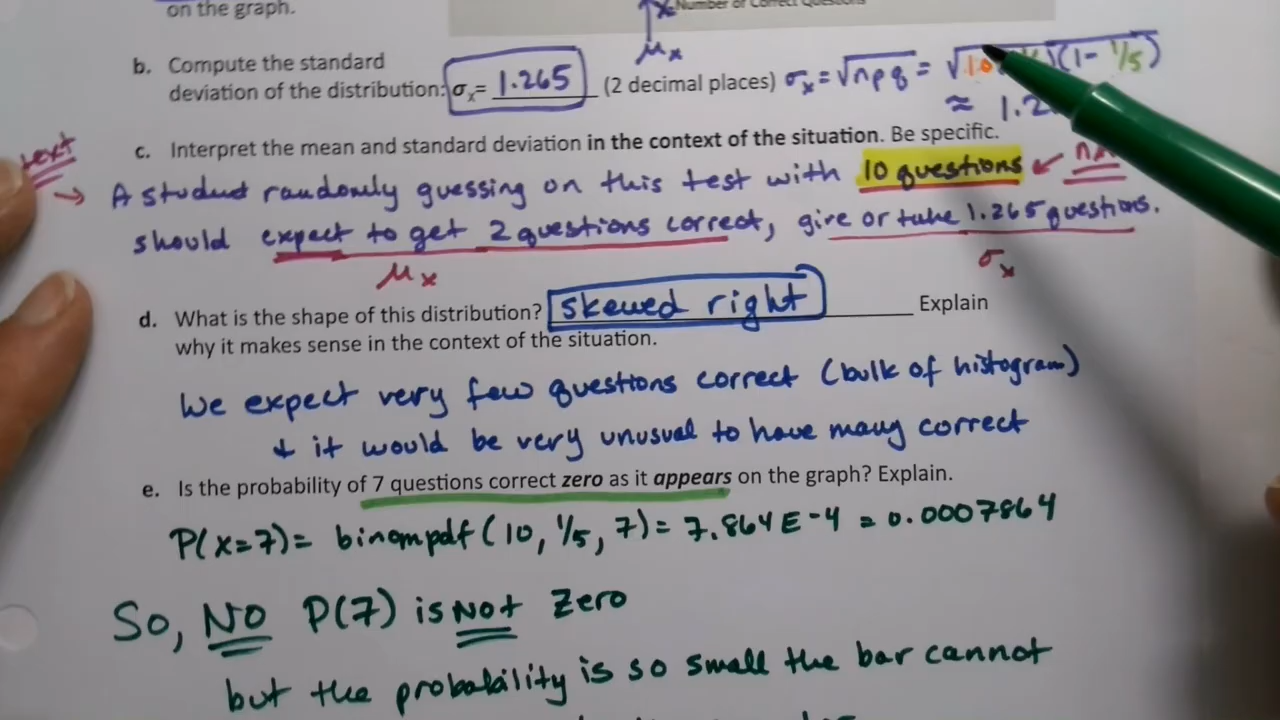 on the graph.
Number of Correct Questions
μx
b. Compute the standard
deviation of the distribution: σx= 1.265 (2 decimal places) σx = √npq = √10 (1 - 1/5)
≈ 1.2
c. Interpret the mean and standard deviation in the context of the situation. Be specific.
→ A student randomly guessing on this test with 10 questions
should expect to get 2 questions correct, give or take 1.265 questions.
μx σx
d. What is the shape of this distribution? skewed right Explain
why it makes sense in the context of the situation.
We expect very few questions correct (bulk of histogram)
& it would be very unusual to have many correct
e. Is the probability of 7 questions correct zero as it appears on the graph? Explain.
P(x=7) = binompdf (10, 1/5, 7) = 7.864E-4 = 0.0007864
So, NO P(7) is NOT zero
but the probability is so small the bar cannot